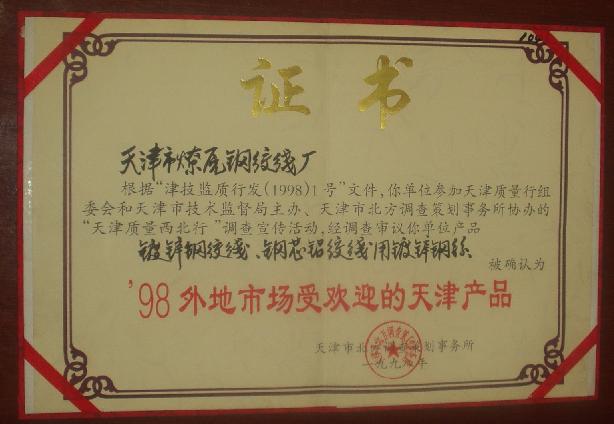 证书
天津市燎原钢绞线厂
根据"津技监质行发(1998)1号"文件,你单位参加天津质量行组
委会和天津市技术监督局主办、天津市北方调查策划事务所协办的
"天津质量西北行"调查宣传活动,经调查审议你单位产品
镀锌钢绞线、钢芯铝绞线用镀锌钢丝
被确认为
'98外地市场受欢迎的天津产品
天津市北方调查策划事务所
一九九 年